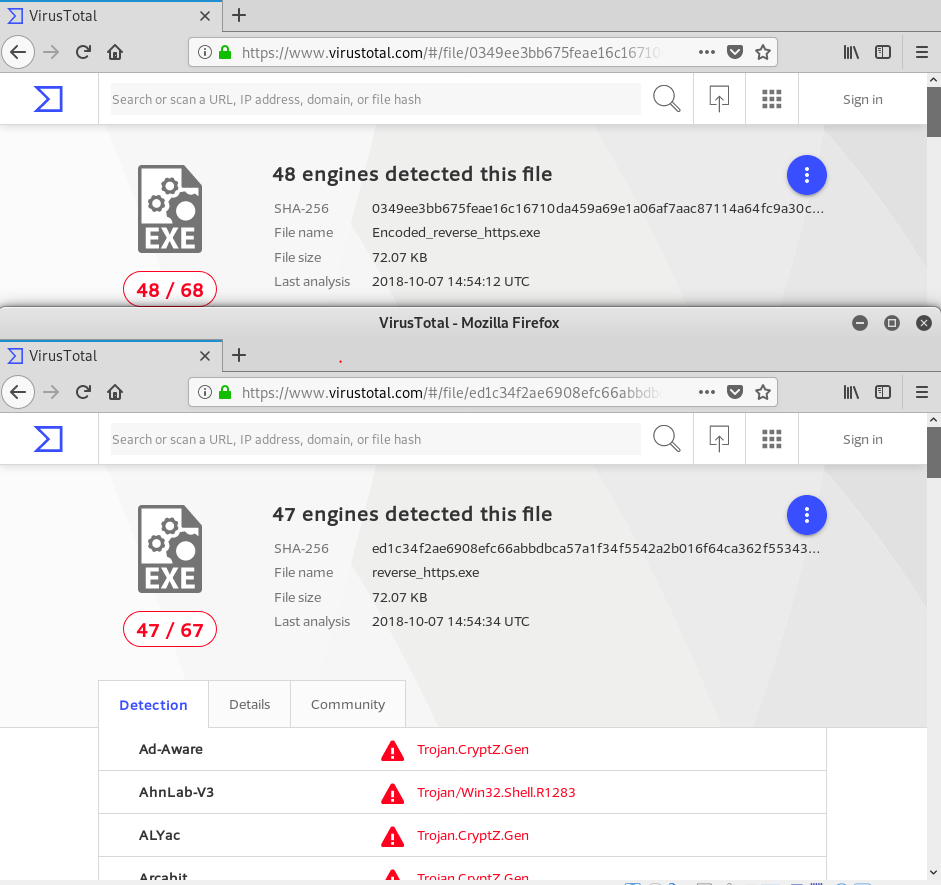 VirusTotal
https://www.virustotal.com/#/file/0349ee3bb675feae16c16710
Search or scan a URL, IP address, domain, or file hash
Sign in
48 engines detected this file
SHA-256 0349ee3bb675feae16c16710da459a69e1a06af7aac87114a64fc9a30c...
File name Encoded_reverse_https.exe
File size 72.07 KB
Last analysis 2018-10-07 14:54:12 UTC
EXE
48 / 68
VirusTotal - Mozilla Firefox
VirusTotal
https://www.virustotal.com/#/file/ed1c34f2ae6908efc66abbdbc
Search or scan a URL, IP address, domain, or file hash
Sign in
47 engines detected this file
SHA-256 ed1c34f2ae6908efc66abbdbca57a1f34f5542a2b016f64ca362f55343...
File name reverse_https.exe
File size 72.07 KB
Last analysis 2018-10-07 14:54:34 UTC
EXE
47 / 67
Detection Details Community
Ad-Aware Trojan.CryptZ.Gen
AhnLab-V3 Trojan/Win32.Shell.R1283
ALYac Trojan.CryptZ.Gen
Arcabit Trojan.CryptZ.Gen